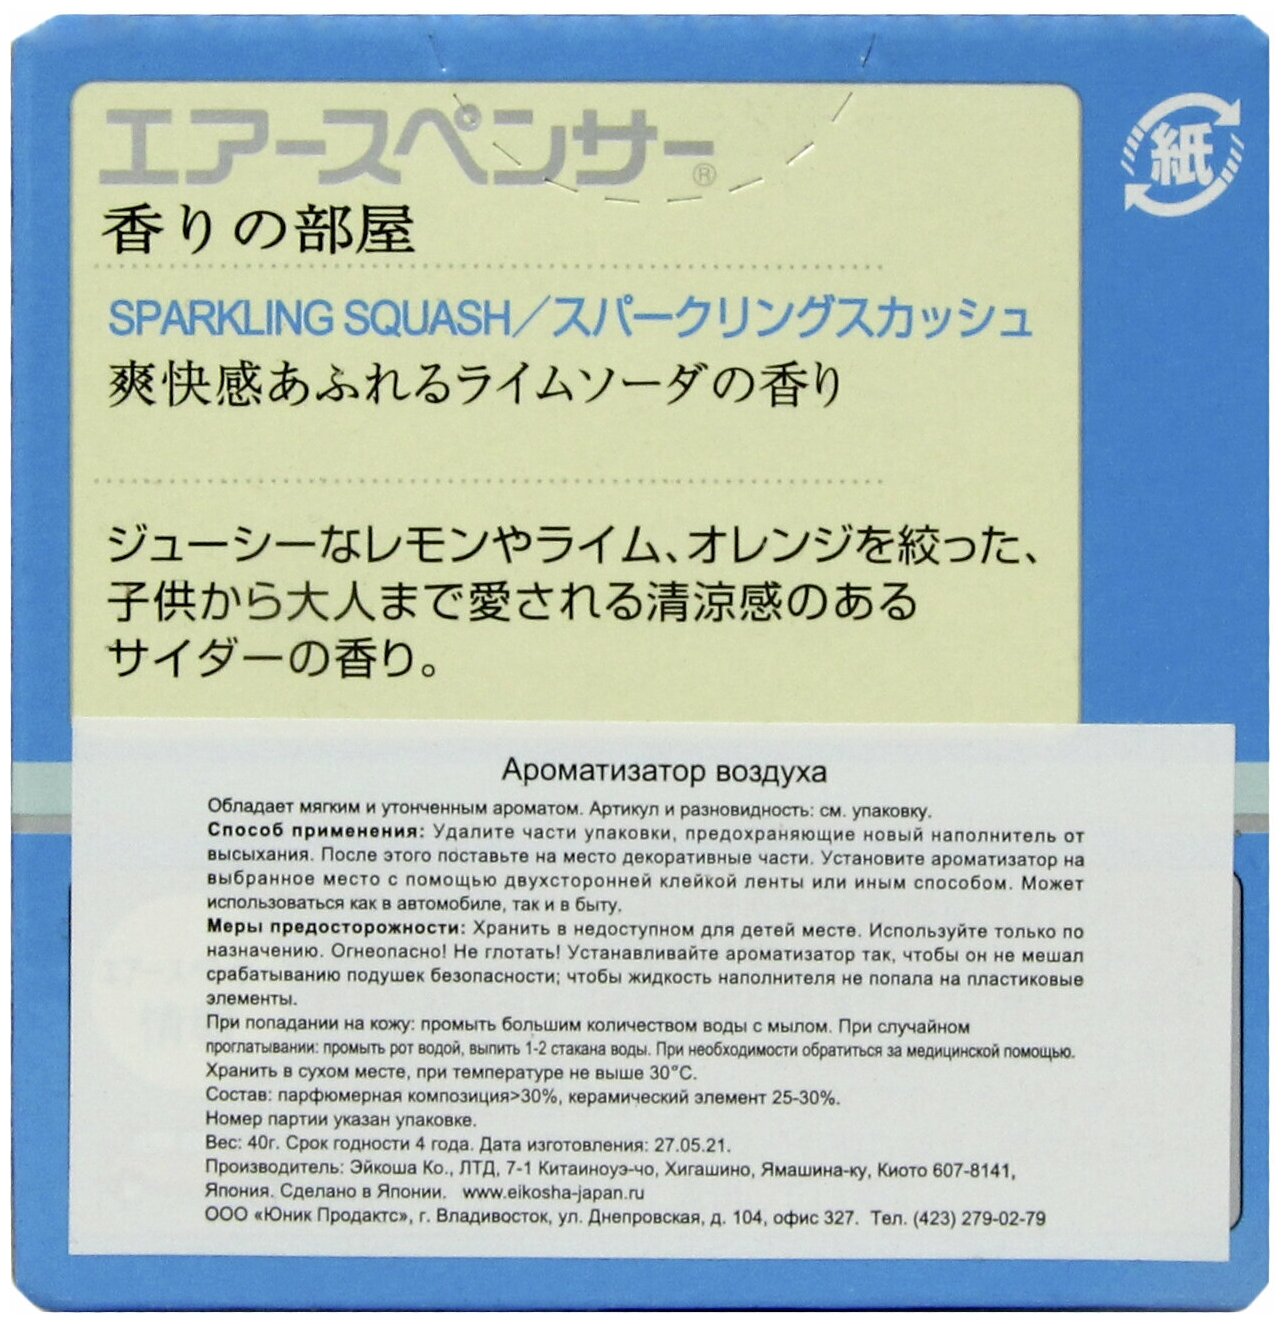 エアースペンサー®
紙
香りの部屋
SPARKLING SQUASH／スパークリングスカッシュ
爽快感あふれるライムソーダの香り
ジューシーなレモンやライム、オレンジを絞った、
子供から大人まで愛される清涼感のある
サイダーの香り。
Ароматизатор воздуха
Обладает мягким и утонченным ароматом. Артикул и разновидность: см. упаковку.
Способ применения: Удалите части упаковки, предохраняющие новый наполнитель от
высыхания. После этого поставьте на место декоративные части. Установите ароматизатор на
выбранное место с помощью двухсторонней клейкой ленты или иным способом. Может
использоваться как в автомобиле, так и в быту.
Меры предосторожности: Хранить в недоступном для детей месте. Используйте только по
назначению. Огнеопасно! Не глотать! Устанавливайте ароматизатор так, чтобы он не мешал
срабатыванию подушек безопасности; чтобы жидкость наполнителя не попала на пластиковые
элементы.
При попадании на кожу: промыть большим количеством воды с мылом. При случайном
проглатывании: промыть рот водой, выпить 1-2 стакана воды. При необходимости обратиться за медицинской помощью.
Хранить в сухом месте, при температуре не выше 30°C.
Состав: парфюмерная композиция>30%, керамический элемент 25-30%.
Номер партии указан упаковке.
Вес: 40г. Срок годности 4 года. Дата изготовления: 27.05.21.
Производитель: Эйкоша Ко., ЛТД, 7-1 Китаиноуэ-чо, Хигашино, Ямашина-ку, Киото 607-8141,
Япония. Сделано в Японии. www.eikosha-japan.ru
ООО «Юник Продактс», г. Владивосток, ул. Днепровская, д. 104, офис 327. Тел. (423) 279-02-79